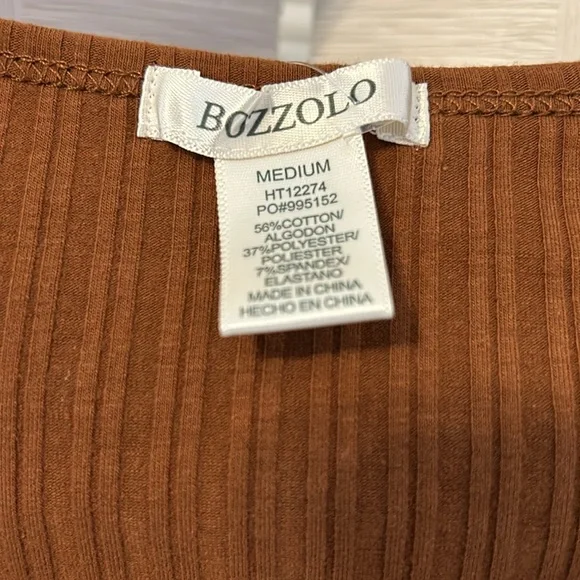 BOZZOLO
MEDIUM
HT12274
PO#995152
56%COTTON/
ALGODON
37%POLYESTER/
POLIESTER
7%SPANDEX/
ELASTANO
MADE IN CHINA
HECHO EN CHINA